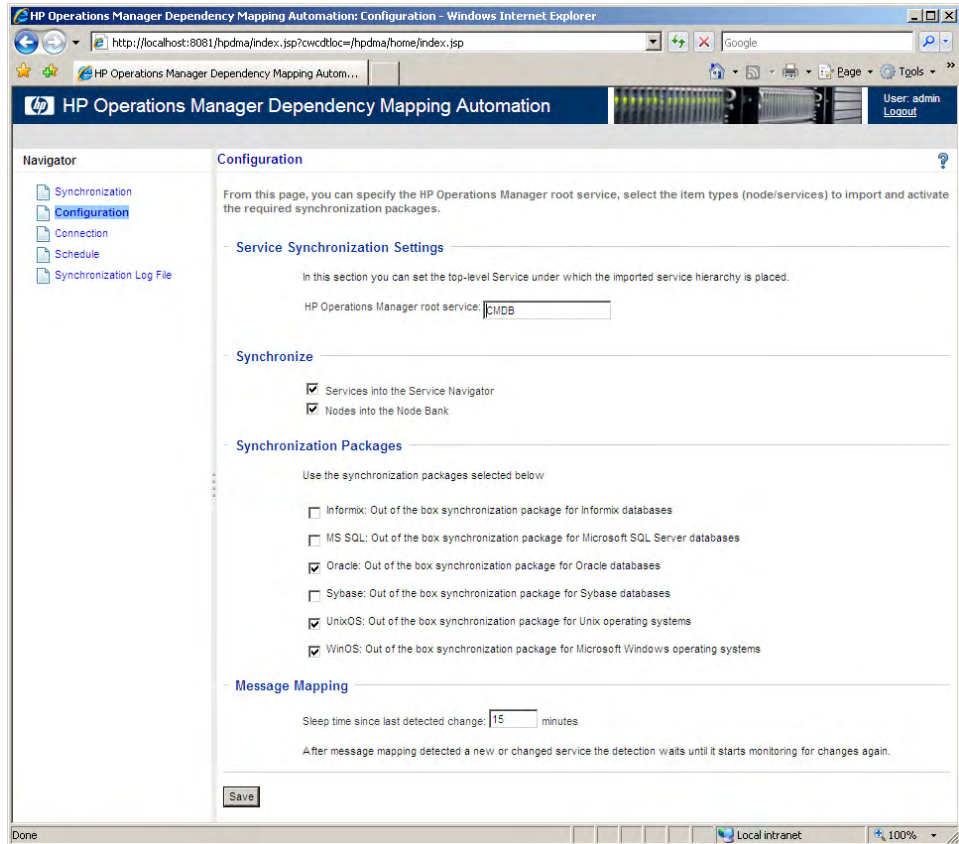 HP Operations Manager Dependency Mapping Automation: Configuration - Windows Internet Explorer
http://localhost:8081/hpdma/index.jsp?cwcdtloc=/hpdma/home/index.jsp
Google
HP Operations Manager Dependency Mapping Autom...
Page
Tools
»
hp
HP Operations Manager Dependency Mapping Automation
User: admin
Logout
Navigator
Synchronization
Configuration
Connection
Schedule
Synchronization Log File
Configuration
?
From this page, you can specify the HP Operations Manager root service, select the item types (node/services) to import and activate
the required synchronization packages.
Service Synchronization Settings
In this section you can set the top-level Service under which the imported service hierarchy is placed.
HP Operations Manager root service: CMDB
Synchronize
Services into the Service Navigator
Nodes into the Node Bank
Synchronization Packages
Use the synchronization packages selected below
Informix: Out of the box synchronization package for Informix databases
MS SQL: Out of the box synchronization package for Microsoft SQL Server databases
Oracle: Out of the box synchronization package for Oracle databases
Sybase: Out of the box synchronization package for Sybase databases
UnixOS: Out of the box synchronization package for Unix operating systems
WinOS: Out of the box synchronization package for Microsoft Windows operating systems
Message Mapping
Sleep time since last detected change: 15 minutes
After message mapping detected a new or changed service the detection waits until it starts monitoring for changes again.
Save
Done
Local intranet
100%